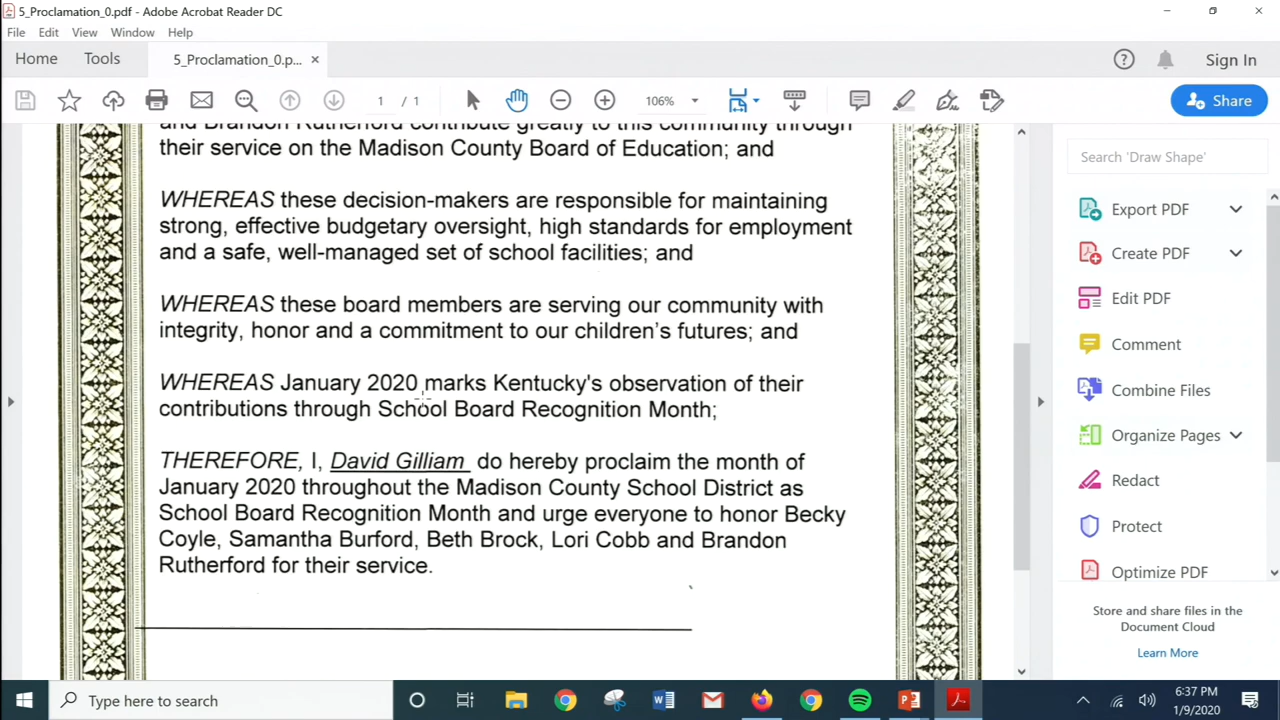 5_Proclamation_0.pdf - Adobe Acrobat Reader DC
File Edit View Window Help
Home Tools 5_Proclamation_0.p... × Sign In
1 / 1 106% Share
and Brandon Rutherford contribute greatly to this community through
their service on the Madison County Board of Education; and
WHEREAS these decision-makers are responsible for maintaining
strong, effective budgetary oversight, high standards for employment
and a safe, well-managed set of school facilities; and
WHEREAS these board members are serving our community with
integrity, honor and a commitment to our children's futures; and
WHEREAS January 2020 marks Kentucky's observation of their
contributions through School Board Recognition Month;
THEREFORE, I, David Gilliam do hereby proclaim the month of
January 2020 throughout the Madison County School District as
School Board Recognition Month and urge everyone to honor Becky
Coyle, Samantha Burford, Beth Brock, Lori Cobb and Brandon
Rutherford for their service.
Search 'Draw Shape'
Export PDF
Create PDF
Edit PDF
Comment
Combine Files
Organize Pages
Redact
Protect
Optimize PDF
Store and share files in the
Document Cloud
Learn More
Type here to search
6:37 PM
1/9/2020